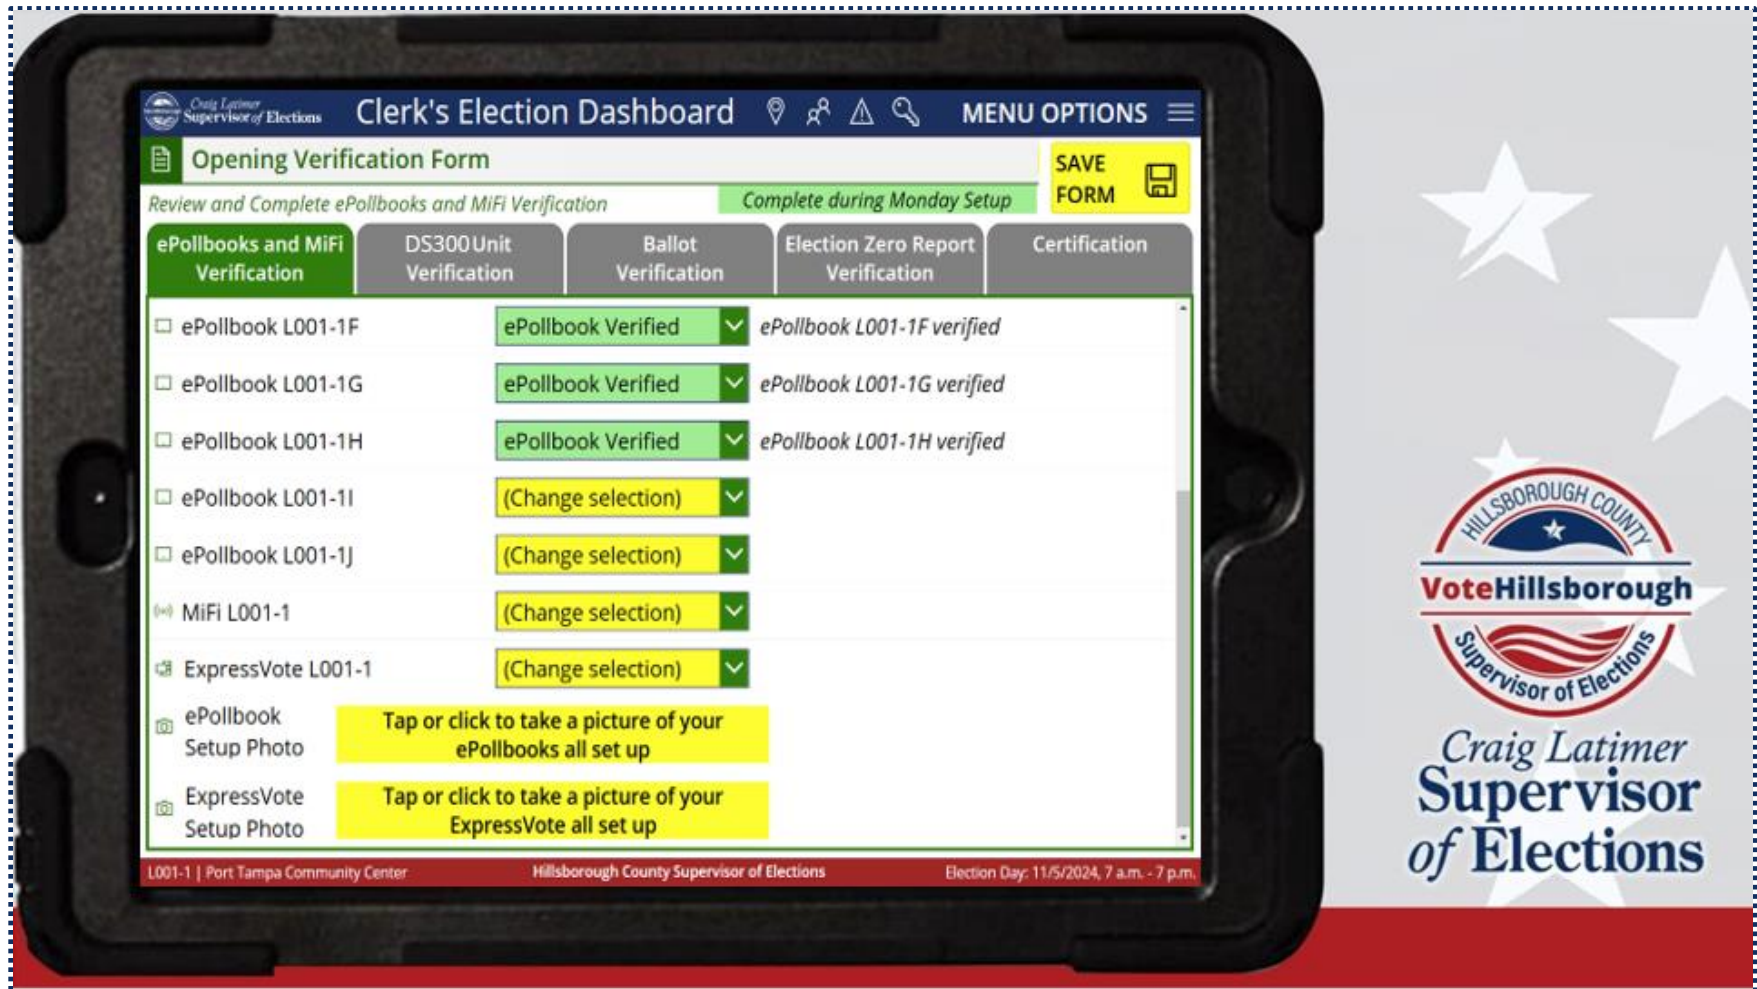 Craig Latimer
Supervisor of Elections
Clerk's Election Dashboard
MENU OPTIONS
Opening Verification Form
SAVE
FORM
Review and Complete ePollbooks and MiFi Verification
Complete during Monday Setup
ePollbooks and MiFi
Verification
DS300 Unit
Verification
Ballot
Verification
Election Zero Report
Verification
Certification
ePollbook L001-1F
ePollbook Verified
ePollbook L001-1F verified
ePollbook L001-1G
ePollbook Verified
ePollbook L001-1G verified
ePollbook L001-1H
ePollbook Verified
ePollbook L001-1H verified
ePollbook L001-1I
(Change selection)
ePollbook L001-1J
(Change selection)
MiFi L001-1
(Change selection)
ExpressVote L001-1
(Change selection)
ePollbook
Setup Photo
Tap or click to take a picture of your
ePollbooks all set up
ExpressVote
Setup Photo
Tap or click to take a picture of your
ExpressVote all set up
L001-1 | Port Tampa Community Center
Hillsborough County Supervisor of Elections
Election Day: 11/5/2024, 7 a.m. - 7 p.m.
HILLSBOROUGH COUNTY
VoteHillsborough
Supervisor of Elections
Craig Latimer
Supervisor
of Elections